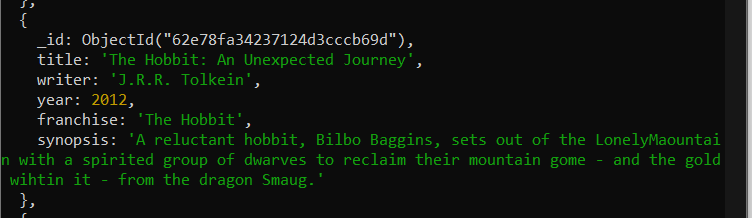 },
{
_id: ObjectId("62e78fa34237124d3cccb69d"),
title: 'The Hobbit: An Unexpected Journey',
writer: 'J.R.R. Tolkein',
year: 2012,
franchise: 'The Hobbit',
synopsis: 'A reluctant hobbit, Bilbo Baggins, sets out of the LonelyMaountai
n with a spirited group of dwarves to reclaim their mountain gome - and the gold
wihtin it - from the dragon Smaug.'
},
{